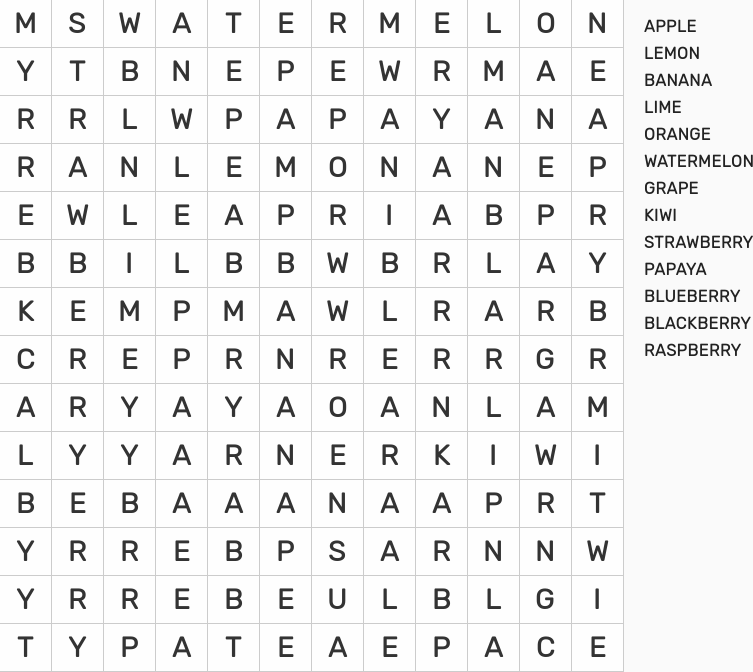 M S W A T E R M E L O N
Y T B N E P E W R M A E
R R L W P A P A Y A N A
R A N L E M O N A N E P
E W L E A P R I A B P R
B B I L B B W B R L A Y
K E M P M A W L R A R B
C R E P R N R E R R G R
A R Y A Y A O A N L A M
L Y Y A R N E R K I W I
B E B A A A N A A P R T
Y R R E B P S A R N N W
Y R R E B E U L B L G I
T Y P A T E A E P A C E
APPLE
LEMON
BANANA
LIME
ORANGE
WATERMELON
GRAPE
KIWI
STRAWBERRY
PAPAYA
BLUEBERRY
BLACKBERRY
RASPBERRY